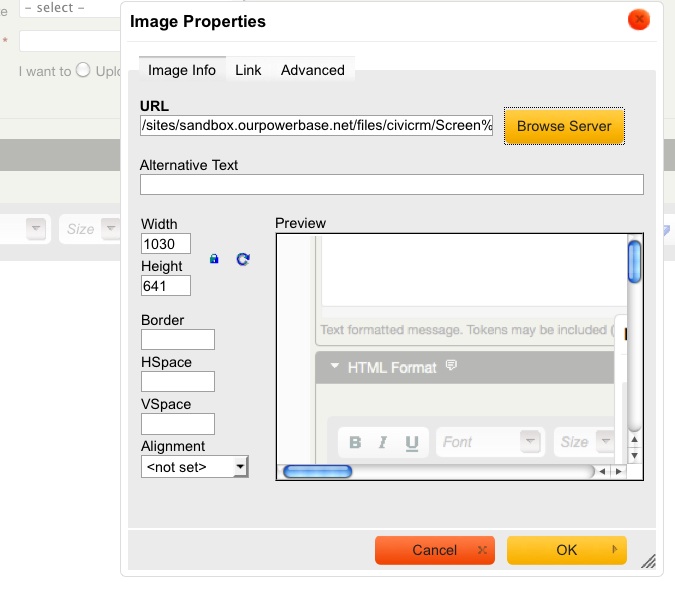 te
- select -
*
I want to Uplo
Size
Image Properties
Image Info Link Advanced
URL
/sites/sandbox.ourpowerbase.net/files/civicrm/Screen%
Browse Server
Alternative Text
Width
1030
Height
641
Border
HSpace
VSpace
Alignment
<not set>
Preview
Text formatted message. Tokens may be included (
HTML Format
B I U Font Size
Cancel
OK